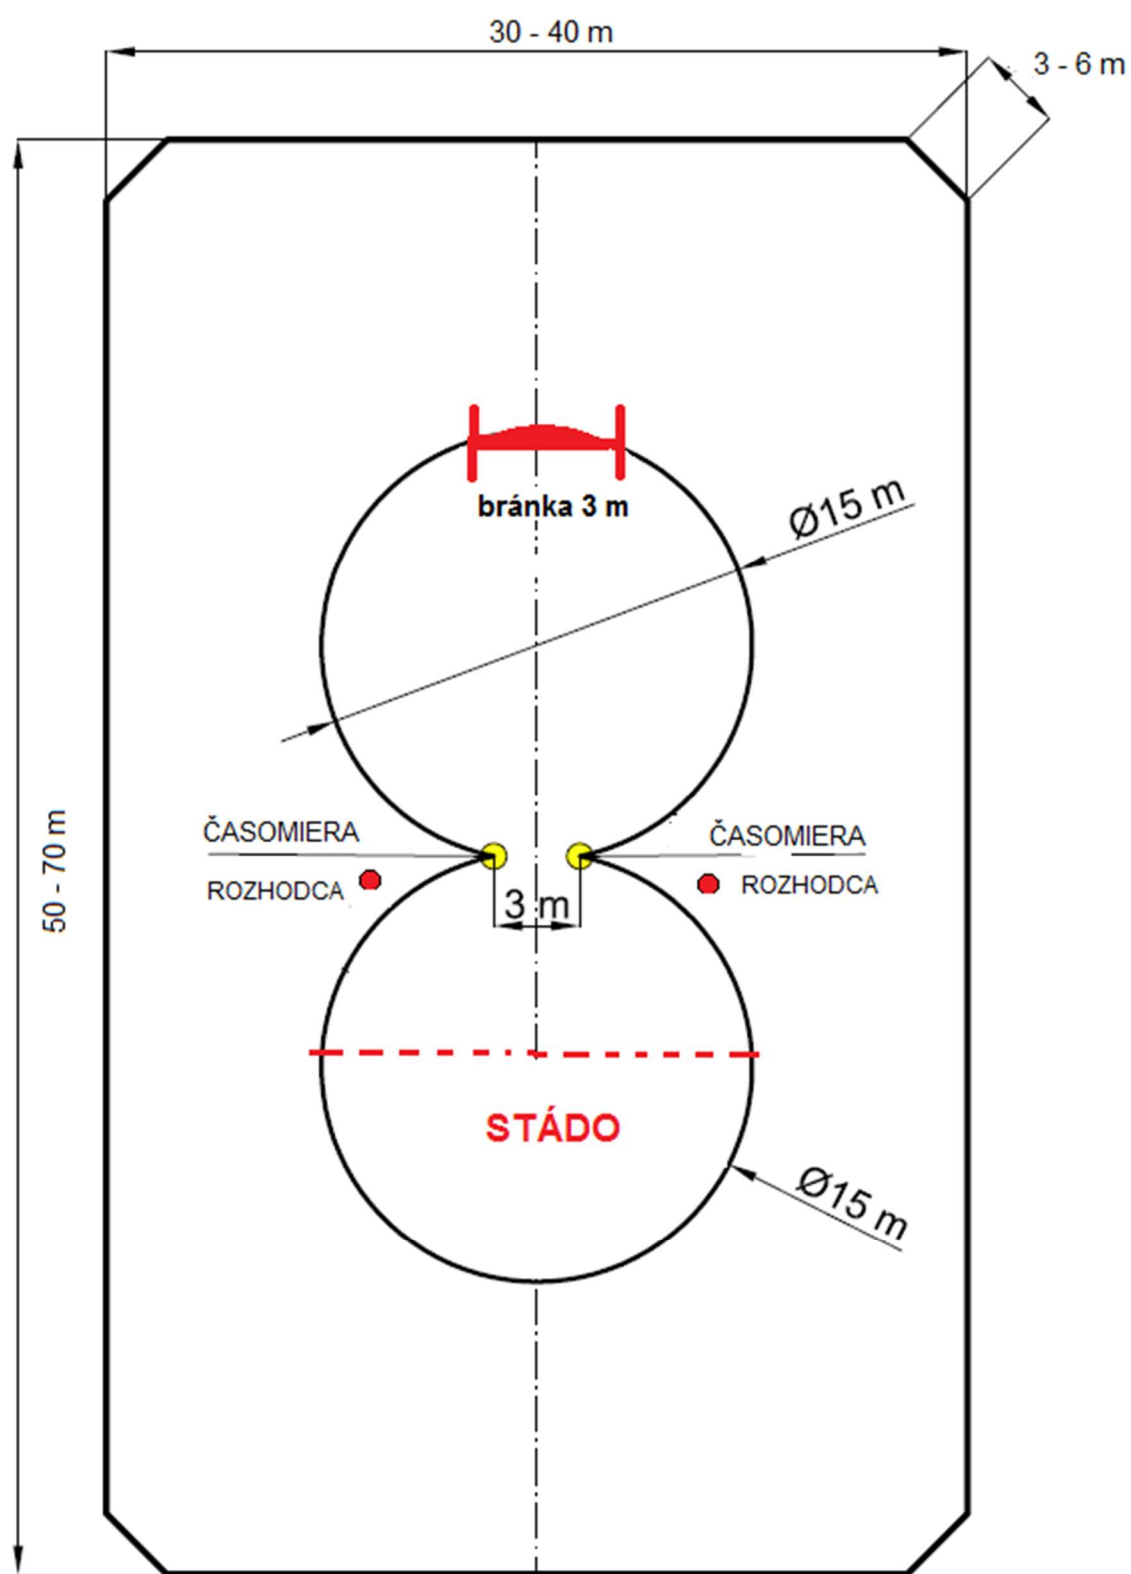 30 - 40 m
3 - 6 m
bránka 3 m
Ø15 m
ČASOMIERA
ČASOMIERA
ROZHODCA
ROZHODCA
3 m
50 - 70 m
STÁDO
Ø15 m